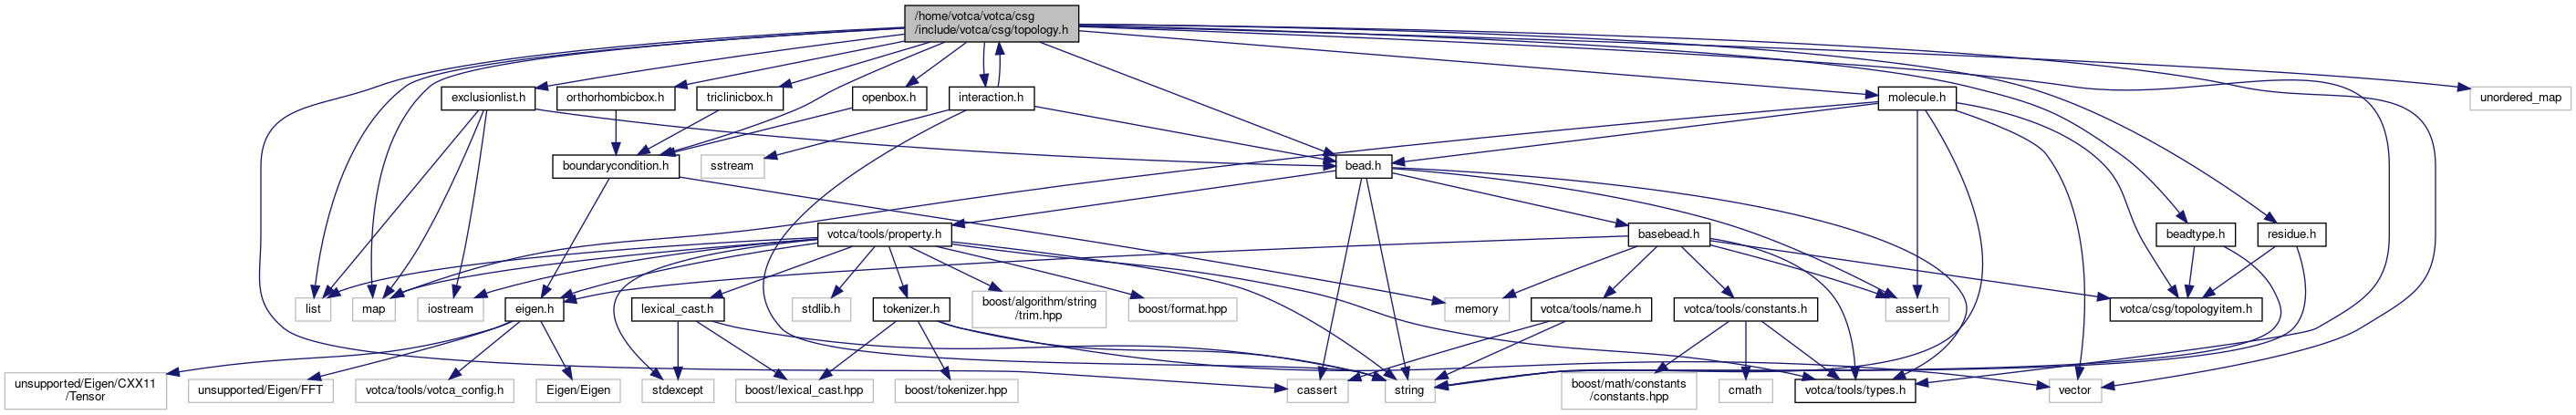 /home/votca/votca/csg
/include/votca/csg/topology.h
exclusionlist.h
orthorhombicbox.h
triclinicbox.h
openbox.h
interaction.h
molecule.h
unordered_map
boundarycondition.h
sstream
bead.h
votca/tools/property.h
basebead.h
beadtype.h
residue.h
list
map
iostream
eigen.h
lexical_cast.h
stdlib.h
tokenizer.h
boost/algorithm/string
/trim.hpp
boost/format.hpp
memory
votca/tools/name.h
votca/tools/constants.h
assert.h
votca/csg/topologyitem.h
unsupported/Eigen/CXX11
/Tensor
unsupported/Eigen/FFT
votca/tools/votca_config.h
Eigen/Eigen
stdexcept
boost/lexical_cast.hpp
boost/tokenizer.hpp
cassert
string
boost/math/constants
/constants.hpp
cmath
votca/tools/types.h
vector